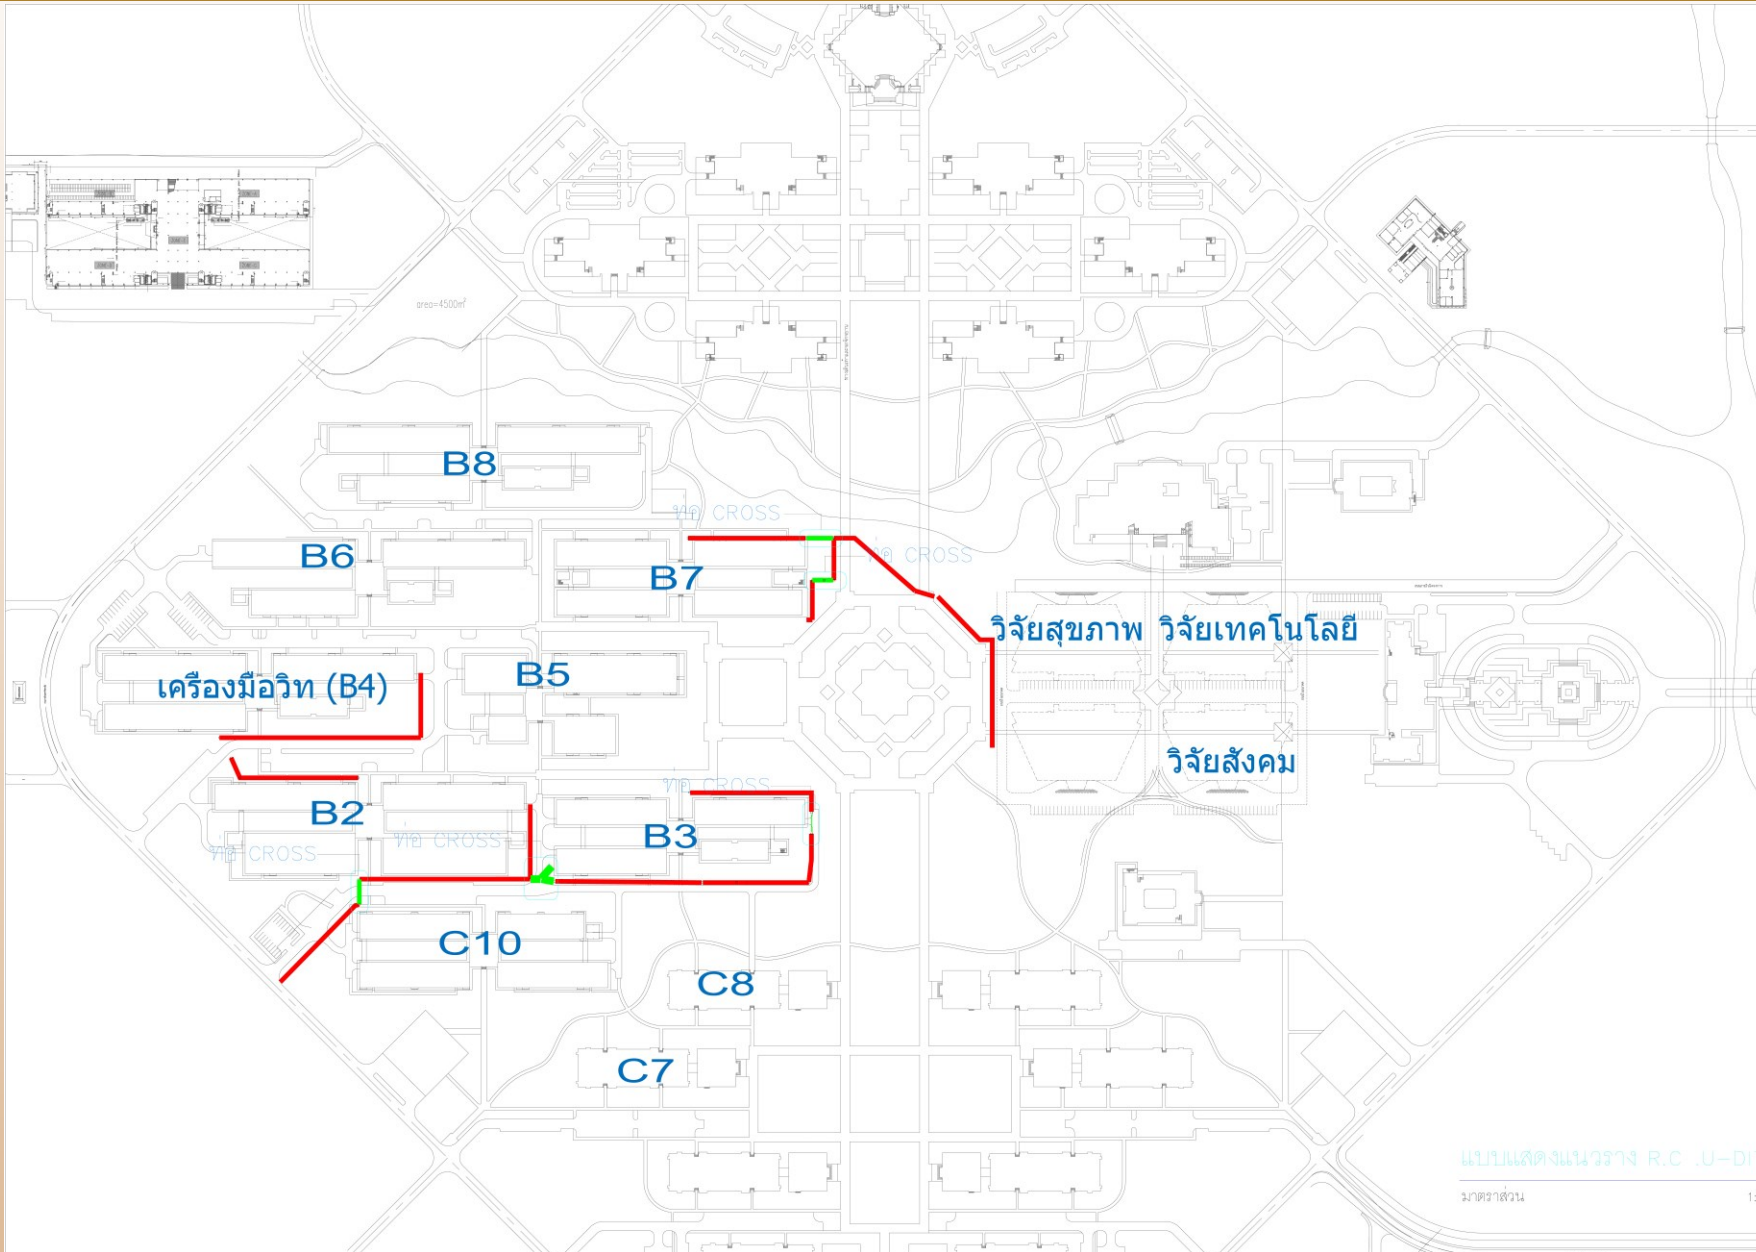 area=4500m²
B8
ท่อ CROSS
B6
ท่อ CROSS
B7
วิจัยสุขภาพ
วิจัยเทคโนโลยี
B5
เครื่องมือวิท (B4)
วิจัยสังคม
ท่อ CROSS
B2
B3
ท่อ CROSS
ท่อ CROSS
C10
C8
C7
แบบแสดงแนวราง R.C .U-DI
มาตราส่วน 1: